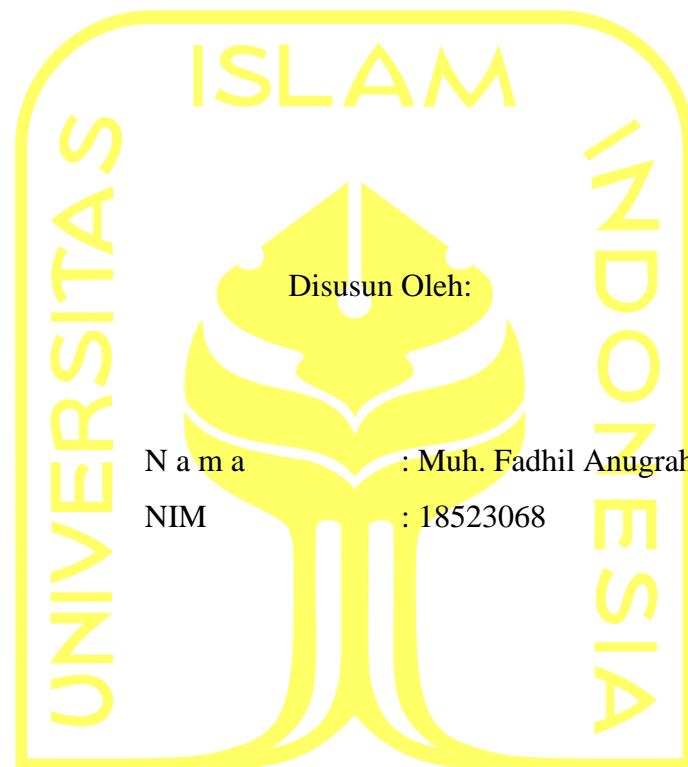 ISLAM
UNIVERSITAS
INDONESIA
Disusun Oleh:
N a m a : Muh. Fadhil Anugrah
NIM : 18523068